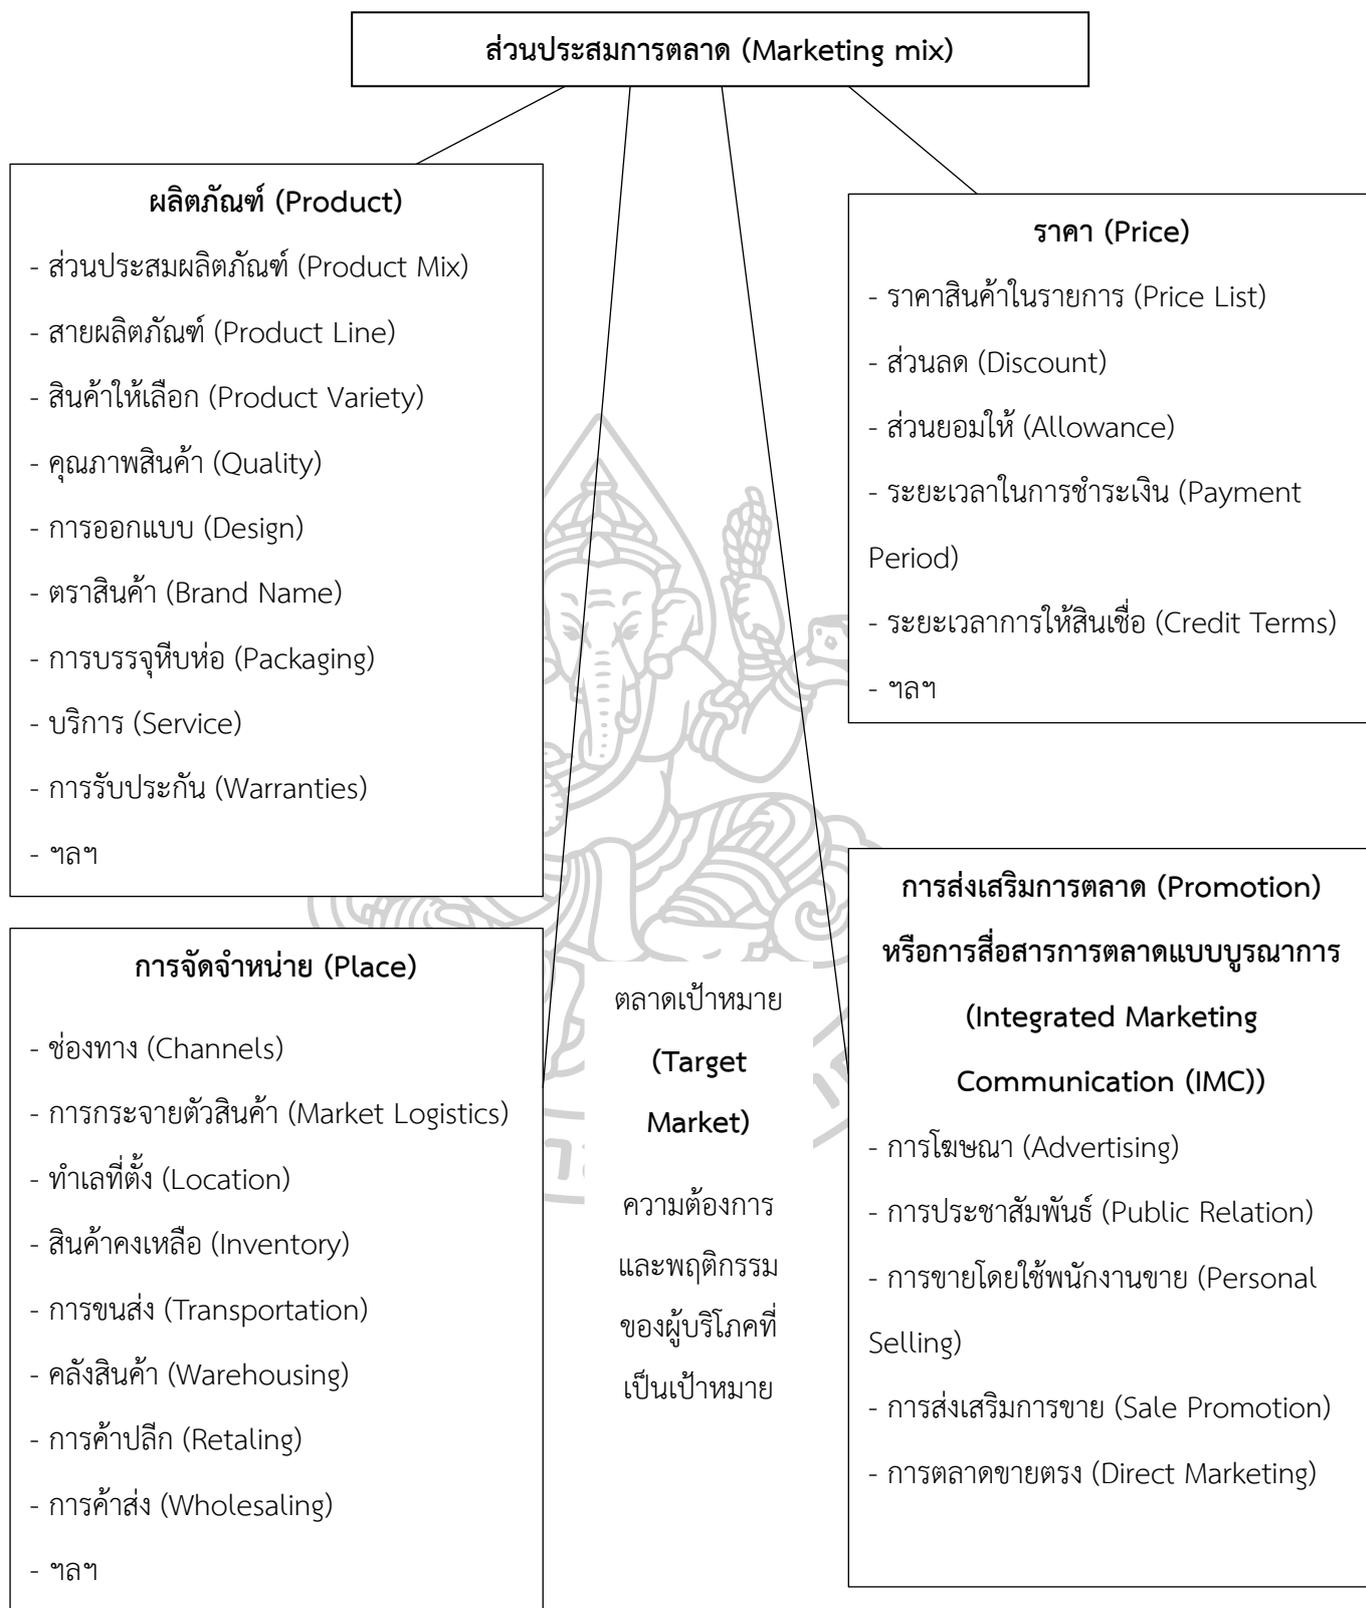 ส่วนประสมการตลาด (Marketing mix)
ผลิตภัณฑ์ (Product)
- ส่วนประสมผลิตภัณฑ์ (Product Mix)
- สายผลิตภัณฑ์ (Product Line)
- สินค้าให้เลือก (Product Variety)
- คุณภาพสินค้า (Quality)
- การออกแบบ (Design)
- ตราสินค้า (Brand Name)
- การบรรจุหีบห่อ (Packaging)
- บริการ (Service)
- การรับประกัน (Warranties)
- ฯลฯ
ราคา (Price)
- ราคาสินค้าในรายการ (Price List)
- ส่วนลด (Discount)
- ส่วนยอมให้ (Allowance)
- ระยะเวลาในการชำระเงิน (Payment
Period)
- ระยะเวลาการให้สินเชื่อ (Credit Terms)
- ฯลฯ
การจัดจำหน่าย (Place)
- ช่องทาง (Channels)
- การกระจายตัวสินค้า (Market Logistics)
- ทำเลที่ตั้ง (Location)
- สินค้าคงเหลือ (Inventory)
- การขนส่ง (Transportation)
- คลังสินค้า (Warehousing)
- การค้าปลีก (Retaling)
- การค้าส่ง (Wholesaling)
- ฯลฯ
ตลาดเป้าหมาย
(Target
Market)
ความต้องการ
และพฤติกรรม
ของผู้บริโภคที่
เป็นเป้าหมาย
การส่งเสริมการตลาด (Promotion)
หรือการสื่อสารการตลาดแบบบูรณาการ
(Integrated Marketing
Communication (IMC))
- การโฆษณา (Advertising)
- การประชาสัมพันธ์ (Public Relation)
- การขายโดยใช้พนักงานขาย (Personal
Selling)
- การส่งเสริมการขาย (Sale Promotion)
- การตลาดขายตรง (Direct Marketing)